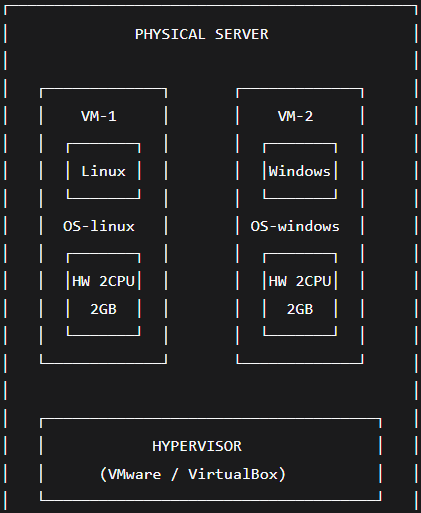 PHYSICAL SERVER
VM-1 VM-2
Linux Windows
OS-linux OS-windows
HW 2CPU HW 2CPU
2GB 2GB
HYPERVISOR
(VMware / VirtualBox)